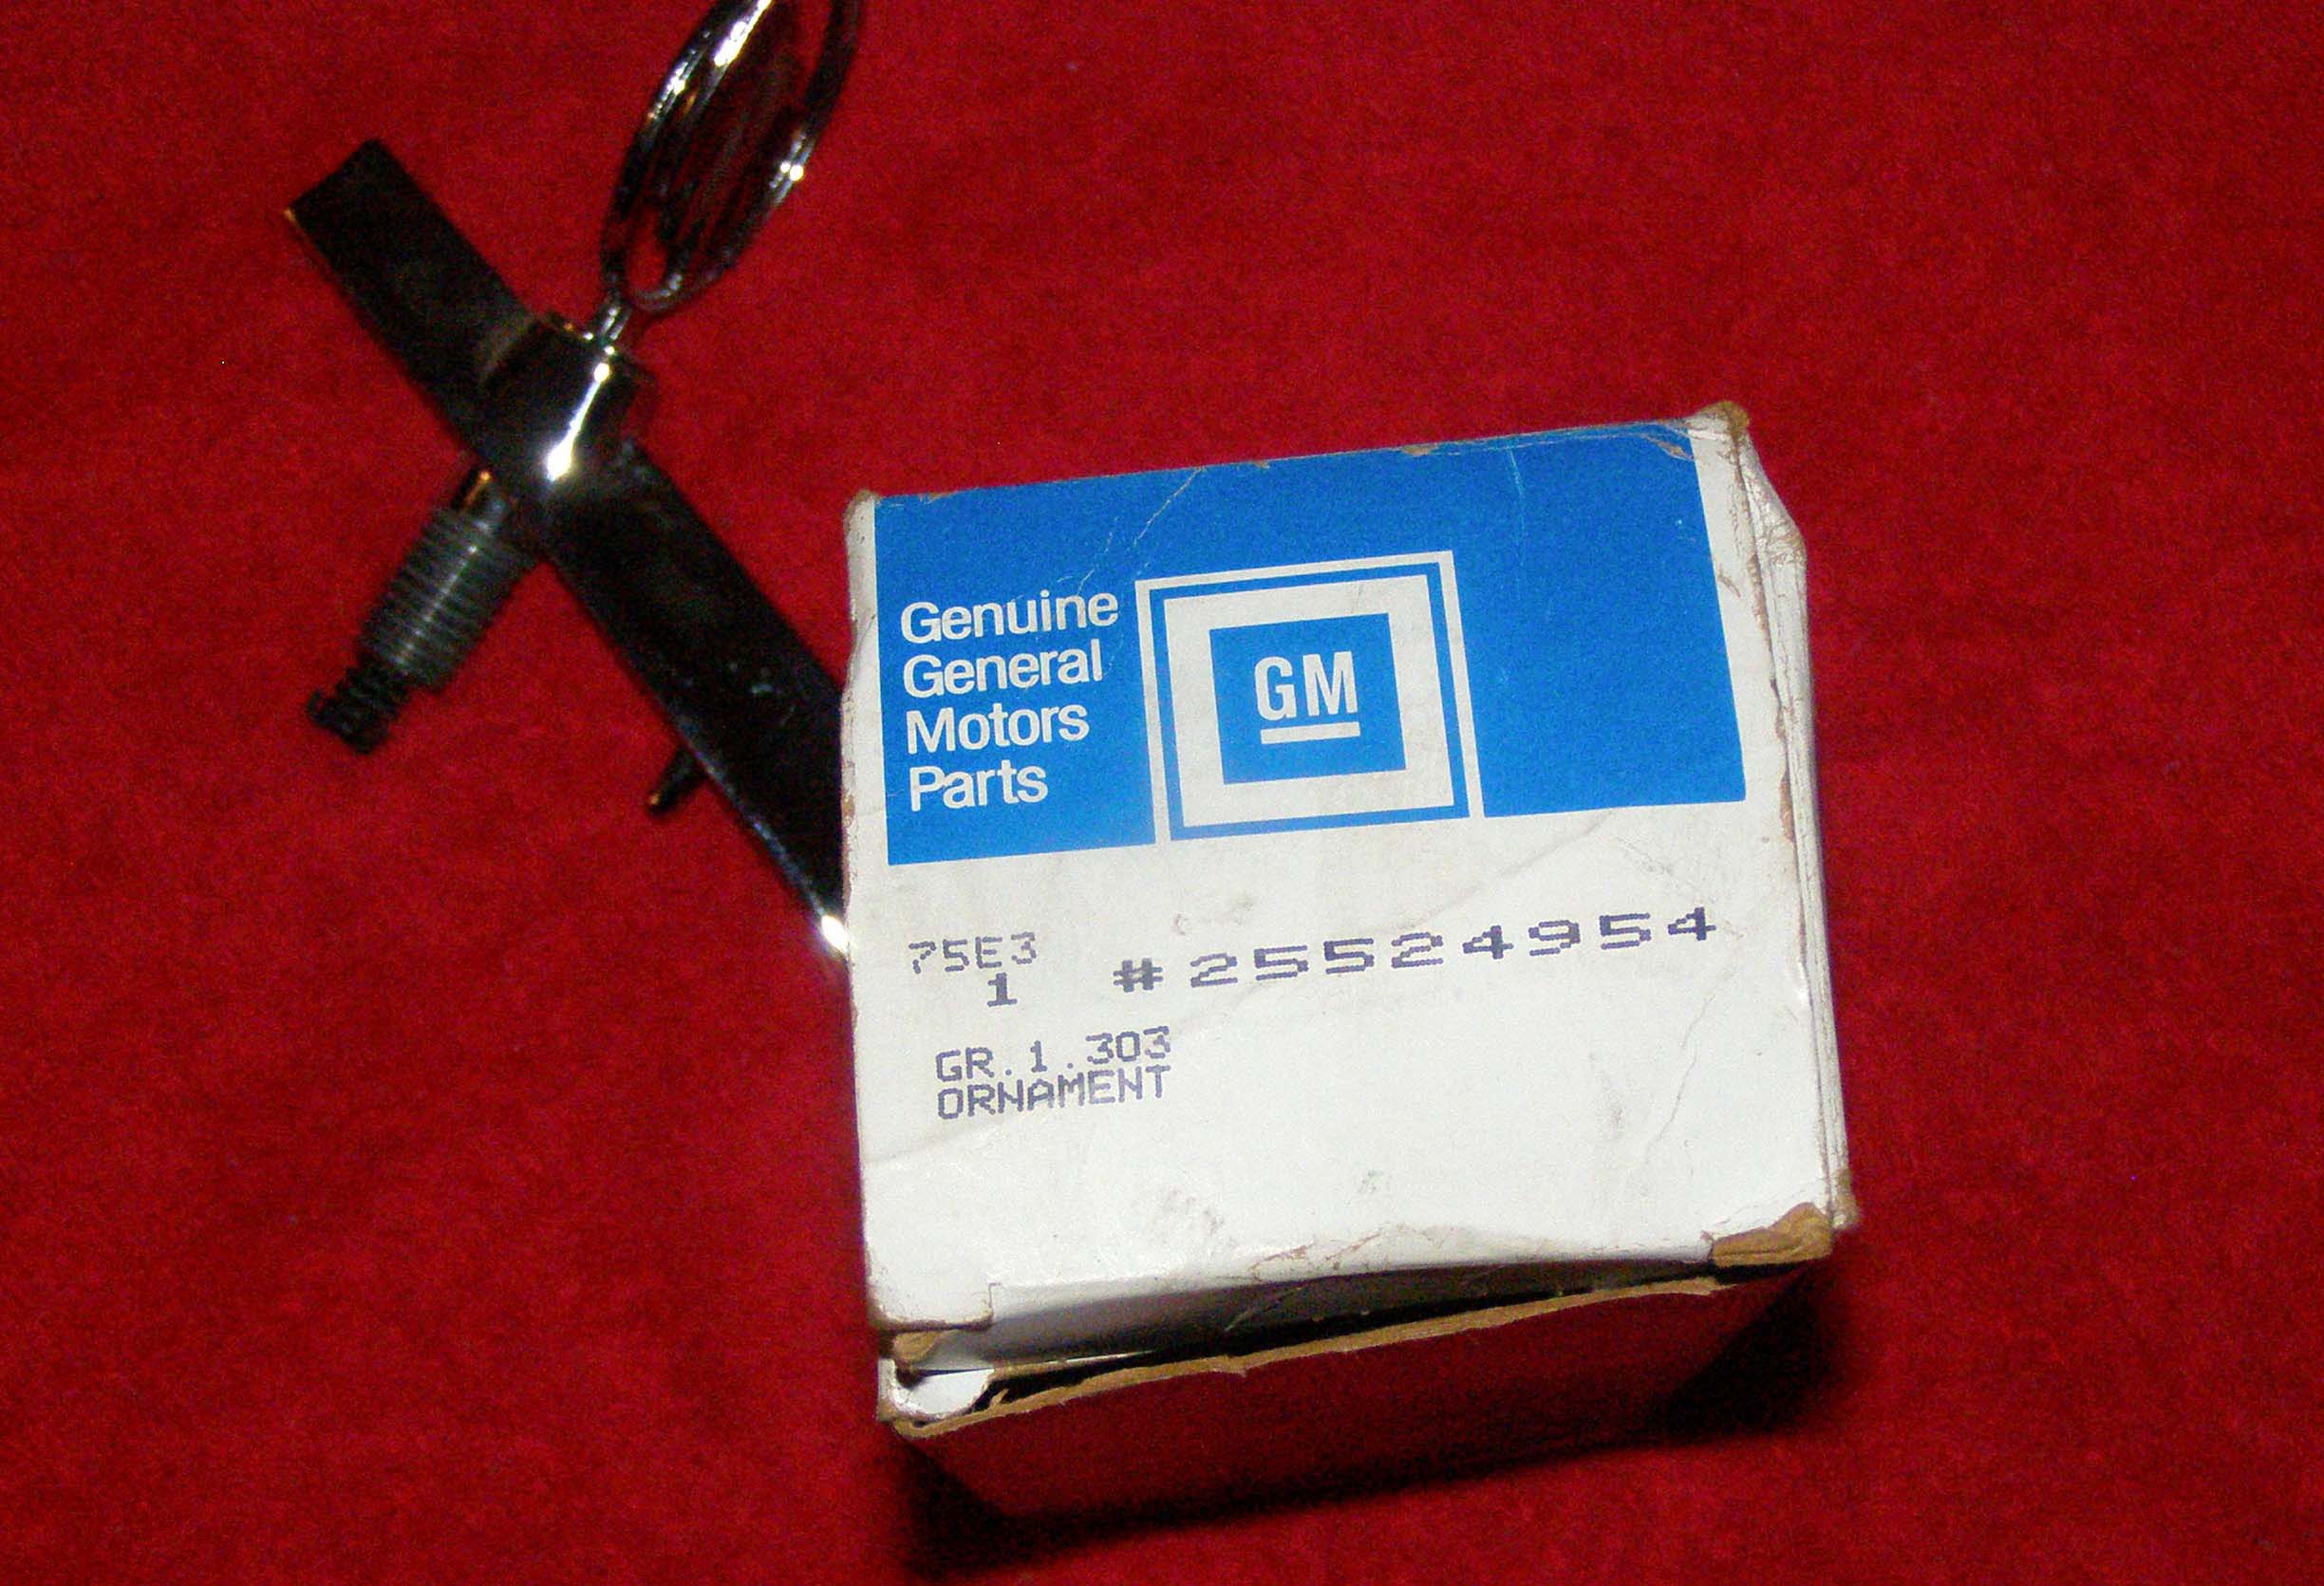 Genuine
General
Motors
Parts
GM
75E3
1 #25524954
GR.1.303
ORNAMENT